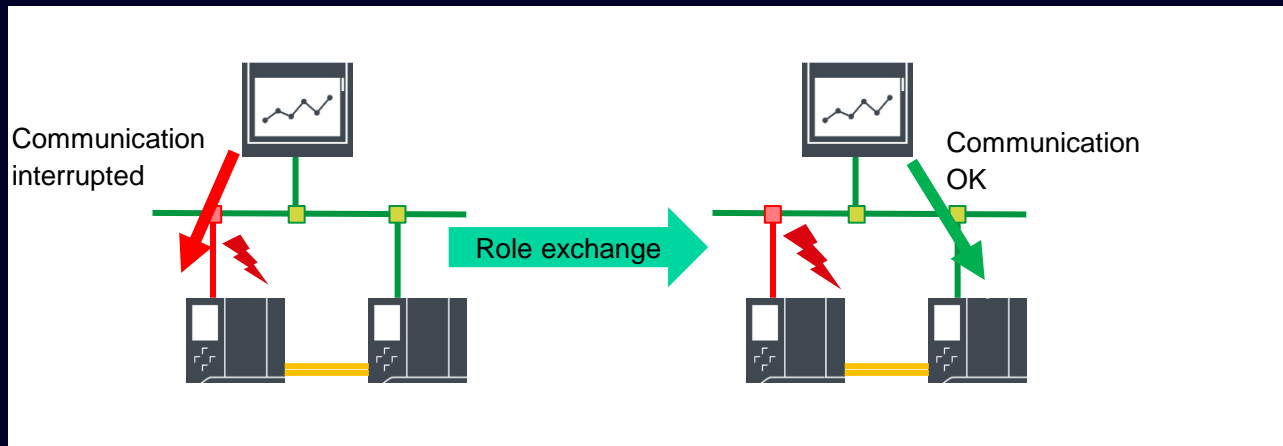 Communication
interrupted
Role exchange
Communication
OK